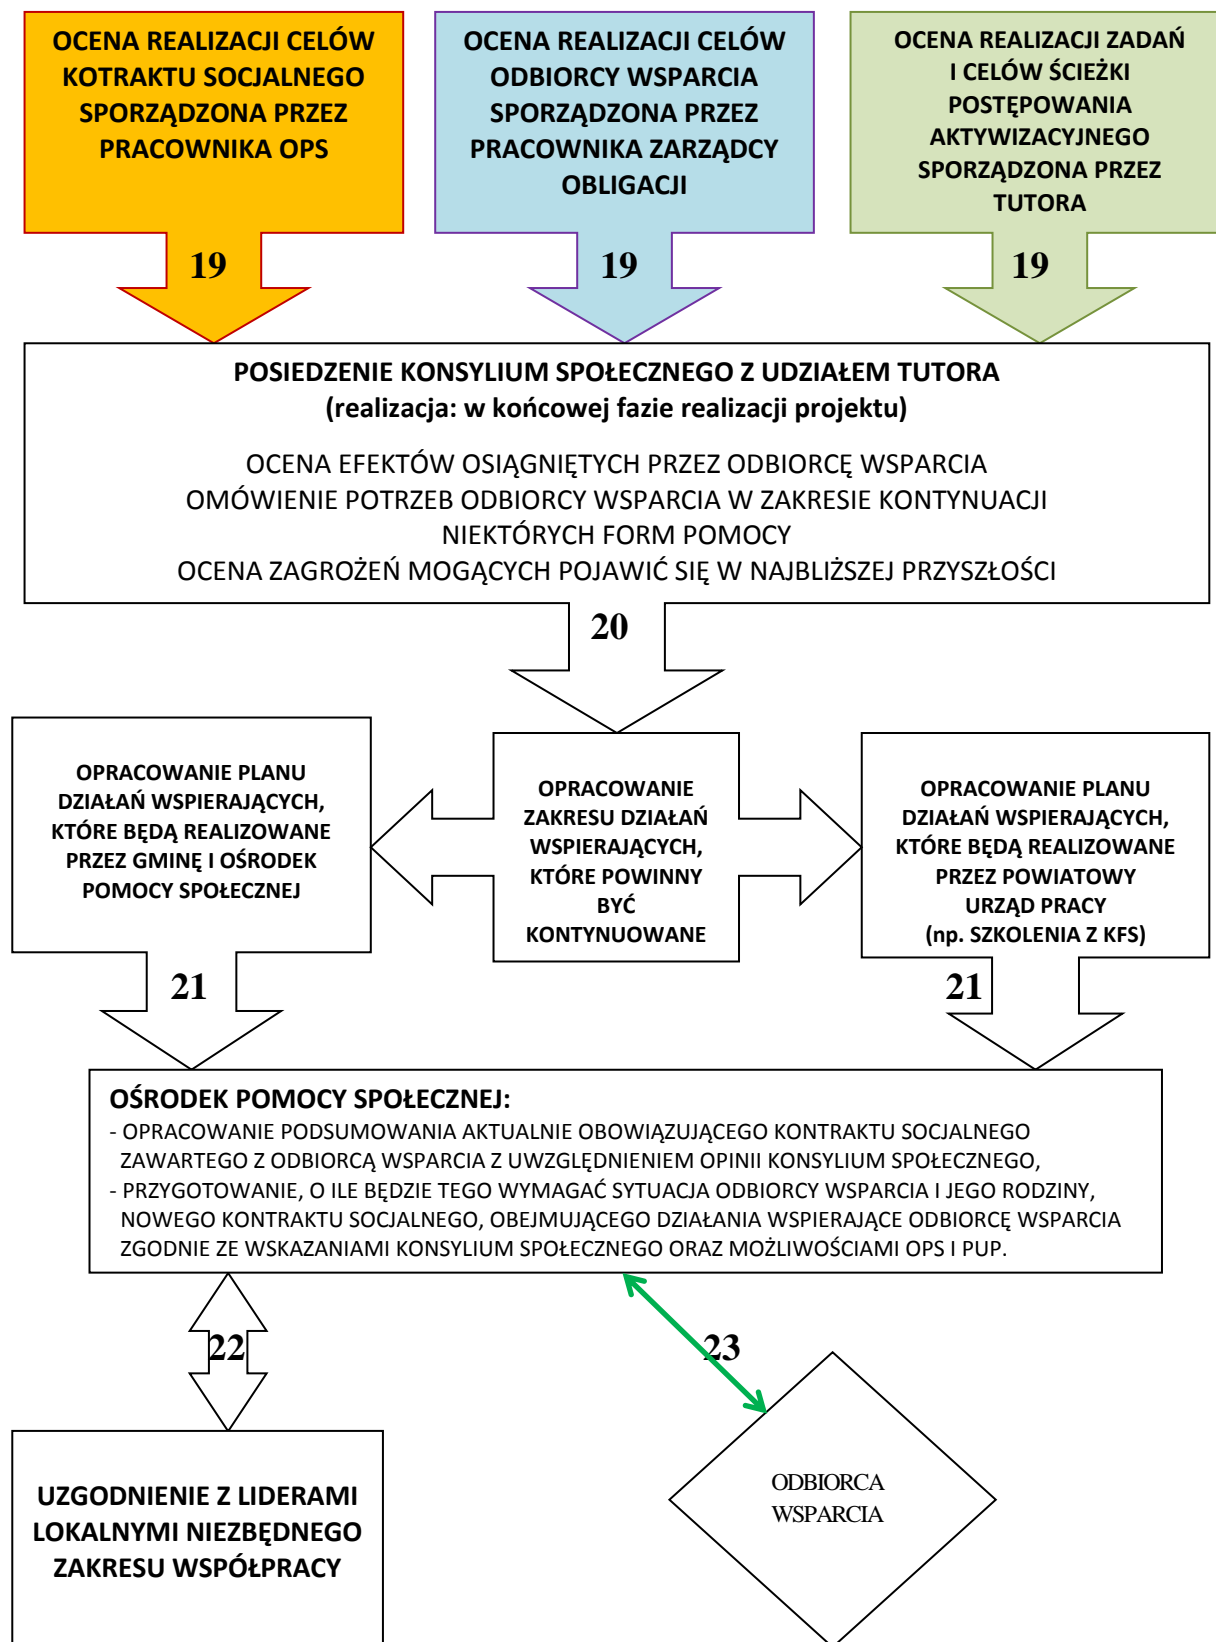 OCENA REALIZACJI CELÓW
KOTRAKTU SOCJALNEGO
SPORZĄDZONA PRZEZ
PRACOWNIKA OPS
19
OCENA REALIZACJI CELÓW
ODBIORCY WSPARCIA
SPORZĄDZONA PRZEZ
PRACOWNIKA ZARZĄDCY
OBLIGACJI
19
OCENA REALIZACJI ZADAŃ
I CELÓW ŚCIEŻKI
POSTĘPOWANIA
AKTYWIZACYJNEGO
SPORZĄDZONA PRZEZ
TUTORA
19
POSIEDZENIE KONSYLIUM SPOŁECZNEGO Z UDZIAŁEM TUTORA
(realizacja: w końcowej fazie realizacji projektu)
OCENA EFEKTÓW OSIĄGNIĘTYCH PRZEZ ODBIORCĘ WSPARCIA
OMÓWIENIE POTRZEB ODBIORCY WSPARCIA W ZAKRESIE KONTYNUACJI
NIEKTÓRYCH FORM POMOCY
OCENA ZAGROŻEŃ MOGĄCYCH POJAWIĆ SIĘ W NAJBLIŻSZEJ PRZYSZŁOŚCI
20
OPRACOWANIE PLANU
DZIAŁAŃ WSPIERAJĄCYCH,
KTÓRE BĘDĄ REALIZOWANE
PRZEZ GMINĘ I OŚRODEK
POMOCY SPOŁECZNEJ
21
OPRACOWANIE
ZAKRESU DZIAŁAŃ
WSPIERAJĄCYCH,
KTÓRE POWINNY
BYĆ
KONTYNUOWANE
OPRACOWANIE PLANU
DZIAŁAŃ WSPIERAJĄCYCH,
KTÓRE BĘDĄ REALIZOWANE
PRZEZ POWIATOWY
URZĄD PRACY
(np. SZKOLENIA Z KFS)
21
OŚRODEK POMOCY SPOŁECZNEJ:
- OPRACOWANIE PODSUMOWANIA AKTUALNIE OBOWIĄZUJĄCEGO KONTRAKTU SOCJALNEGO
ZAWARTEGO Z ODBIORCĄ WSPARCIA Z UWZGLĘDNIENIEM OPINII KONSYLIUM SPOŁECZNEGO,
- PRZYGOTOWANIE, O ILE BĘDZIE TEGO WYMAGAĆ SYTUACJA ODBIORCY WSPARCIA I JEGO RODZINY,
NOWEGO KONTRAKTU SOCJALNEGO, OBEJMUJĄCEGO DZIAŁANIA WSPIERAJĄCE ODBIORCĘ WSPARCIA
ZGODNIE ZE WSKAZANIAMI KONSYLIUM SPOŁECZNEGO ORAZ MOŻLIWOŚCIAMI OPS I PUP.
22
23
UZGODNIENIE Z LIDERAMI
LOKALNYMI NIEZBĘDNEGO
ZAKRESU WSPÓŁPRACY
ODBIORCA
WSPARCIA